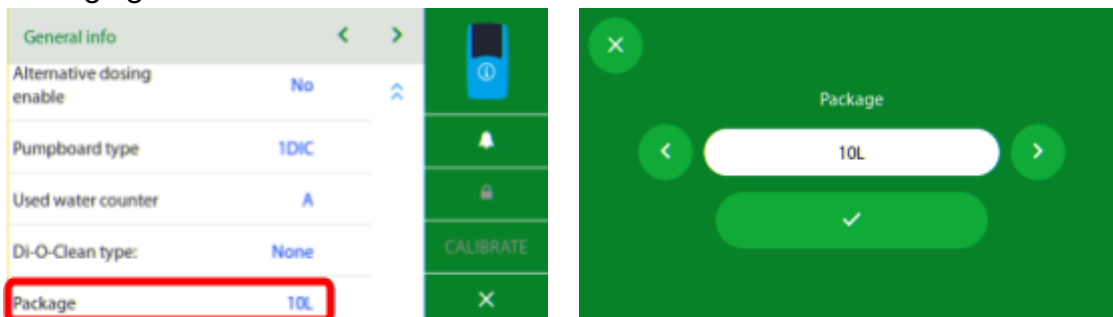 General info
Alternative dosing
enable
No
Pumpboard type 1DIC
Used water counter A
Di-O-Clean type: None
Package 10L
CALIBRATE
Package
10L